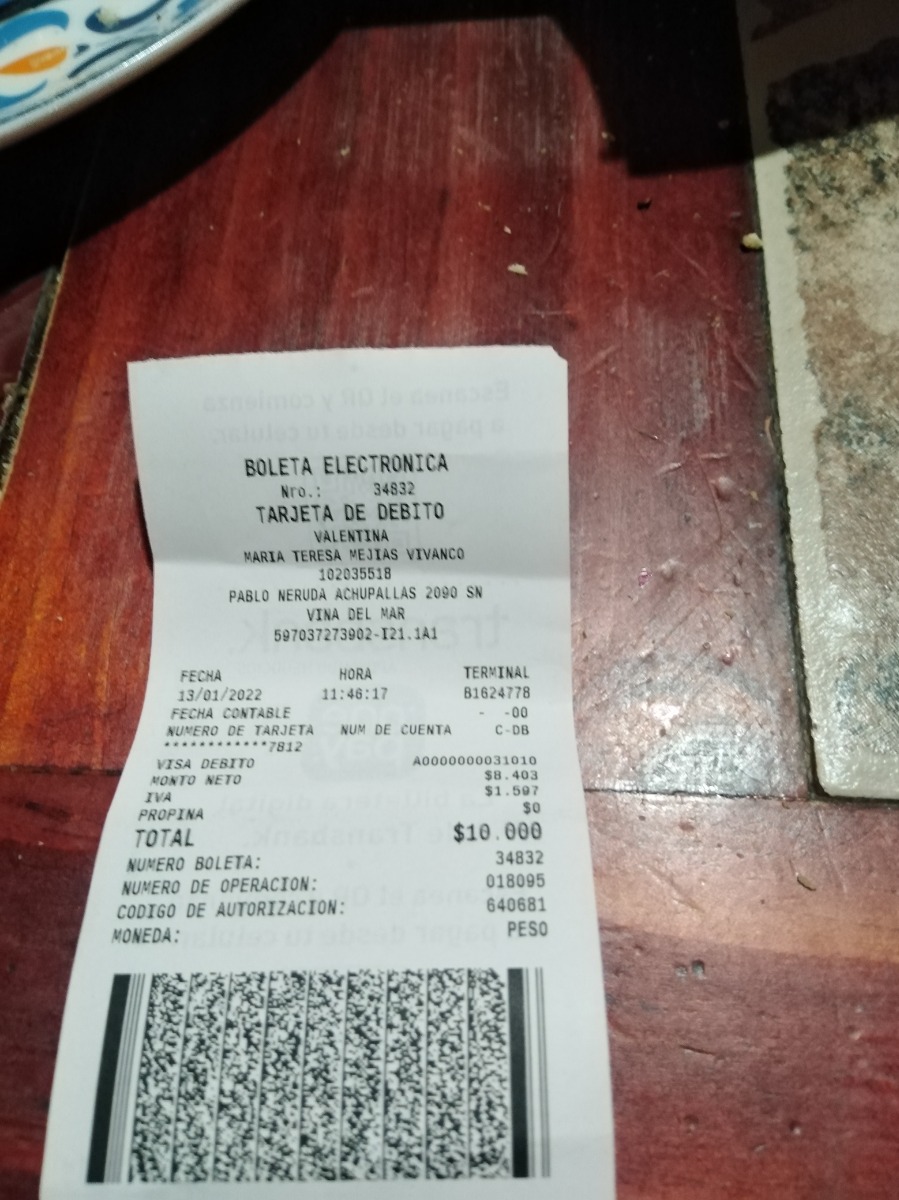 BOLETA ELECTRONICA
Nro.: 34832
TARJETA DE DEBITO
VALENTINA
MARIA TERESA MEJIAS VIVANCO
102035518
PABLO NERUDA ACHUPALLAS 2090 SN
VINA DEL MAR
597037273902-I21.1A1
FECHA HORA TERMINAL
13/01/2022 11:46:17 B1624778
FECHA CONTABLE - -00
NUMERO DE TARJETA NUM DE CUENTA C-DB
************7812
VISA DEBITO A0000000031010
MONTO NETO $8.403
IVA $1.597
PROPINA $0
TOTAL $10.000
NUMERO BOLETA: 34832
NUMERO DE OPERACION: 018095
CODIGO DE AUTORIZACION: 640681
MONEDA: PESO